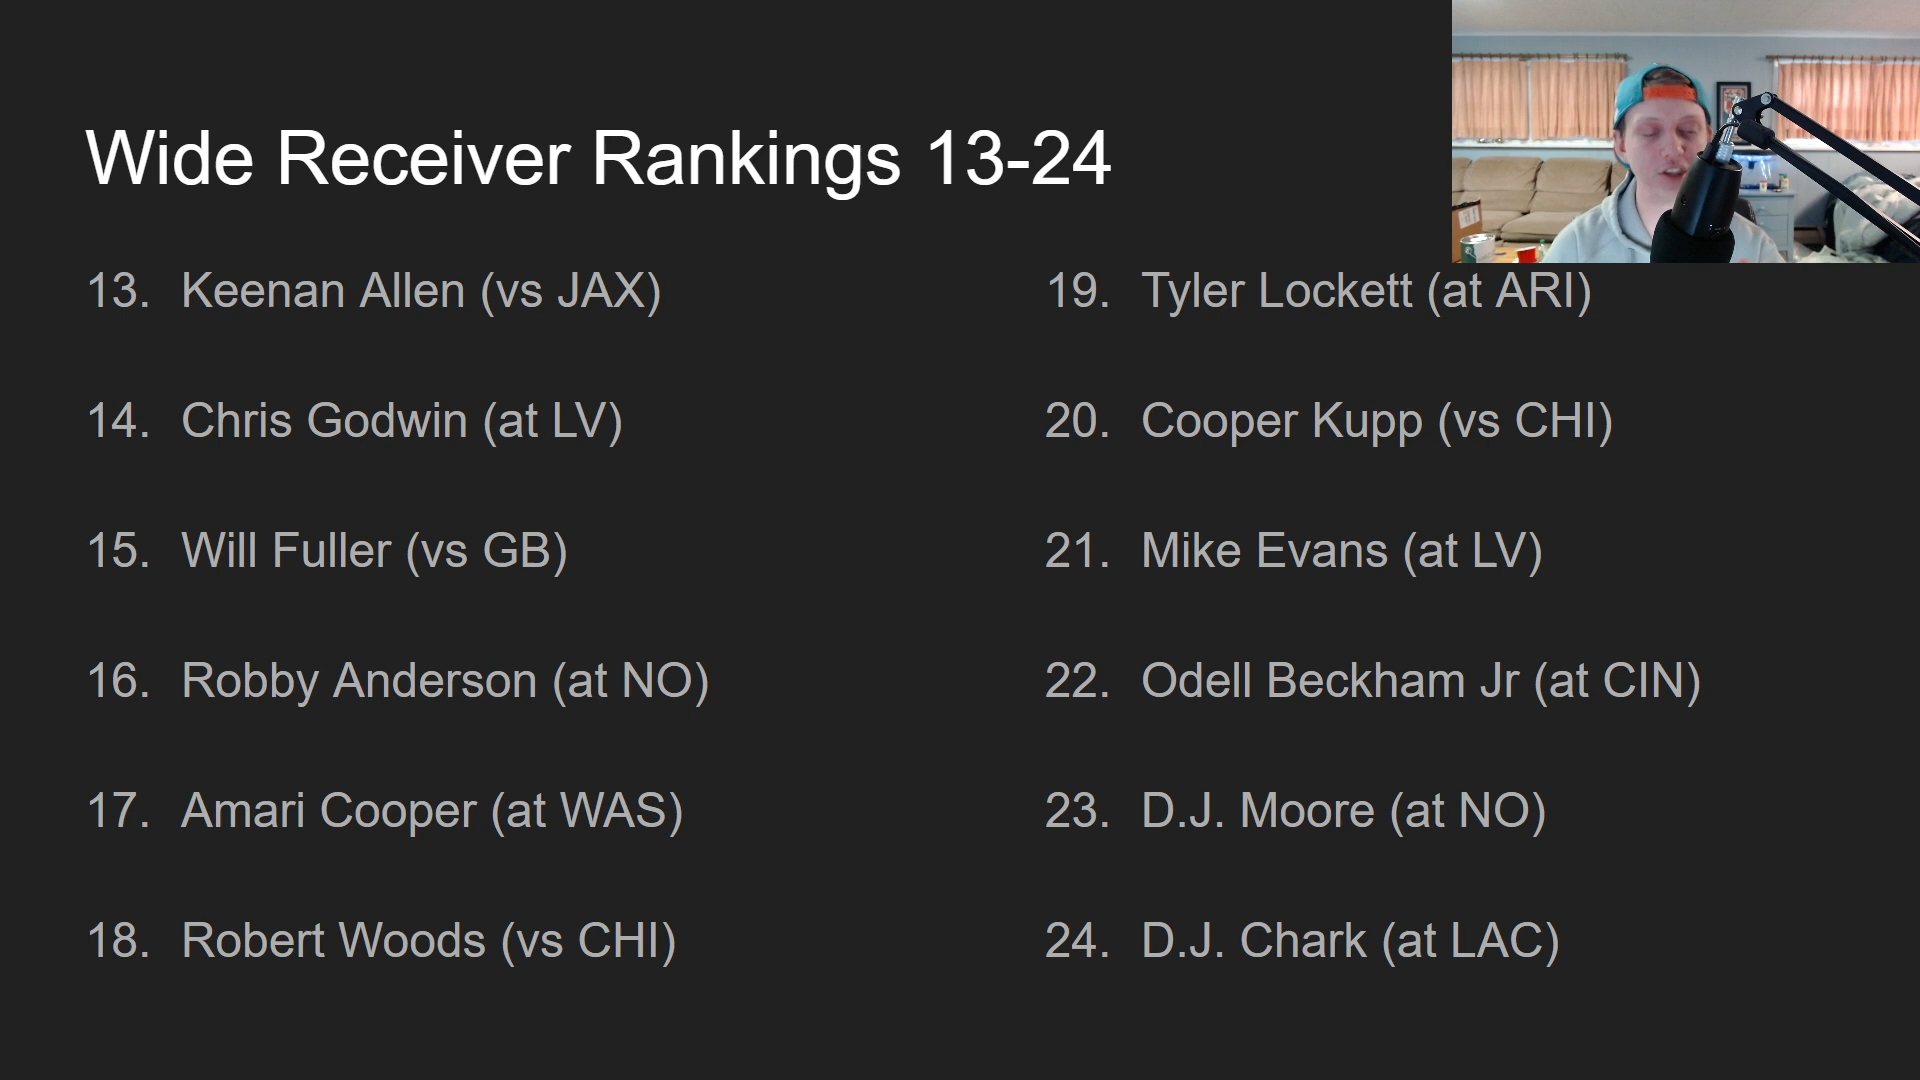 Wide Receiver Rankings 13-24
13. Keenan Allen (vs JAX)
14. Chris Godwin (at LV)
15. Will Fuller (vs GB)
16. Robby Anderson (at NO)
17. Amari Cooper (at WAS)
18. Robert Woods (vs CHI)
19. Tyler Lockett (at ARI)
20. Cooper Kupp (vs CHI)
21. Mike Evans (at LV)
22. Odell Beckham Jr (at CIN)
23. D.J. Moore (at NO)
24. D.J. Chark (at LAC)